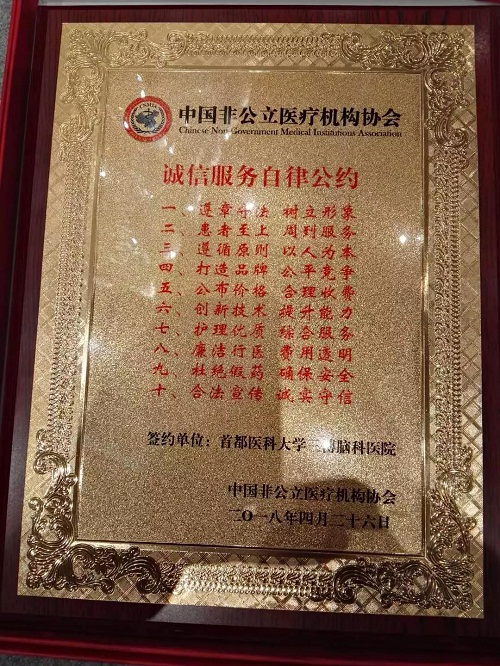 中国非公立医疗机构协会
Chinese Non-Government Medical Institutions Association
诚信服务自律公约
一、遵章守法 树立形象
二、患者至上 周到服务
三、遵循原则 以人为本
四、打造品牌 公平竞争
五、公布价格 合理收费
六、创新技术 提升能力
七、护理优质 综合服务
八、廉洁行医 费用透明
九、杜绝假药 确保安全
十、合法宣传 诚实守信
签约单位：首都医科大学三博脑科医院
中国非公立医疗机构协会
二〇一八年四月二十六日